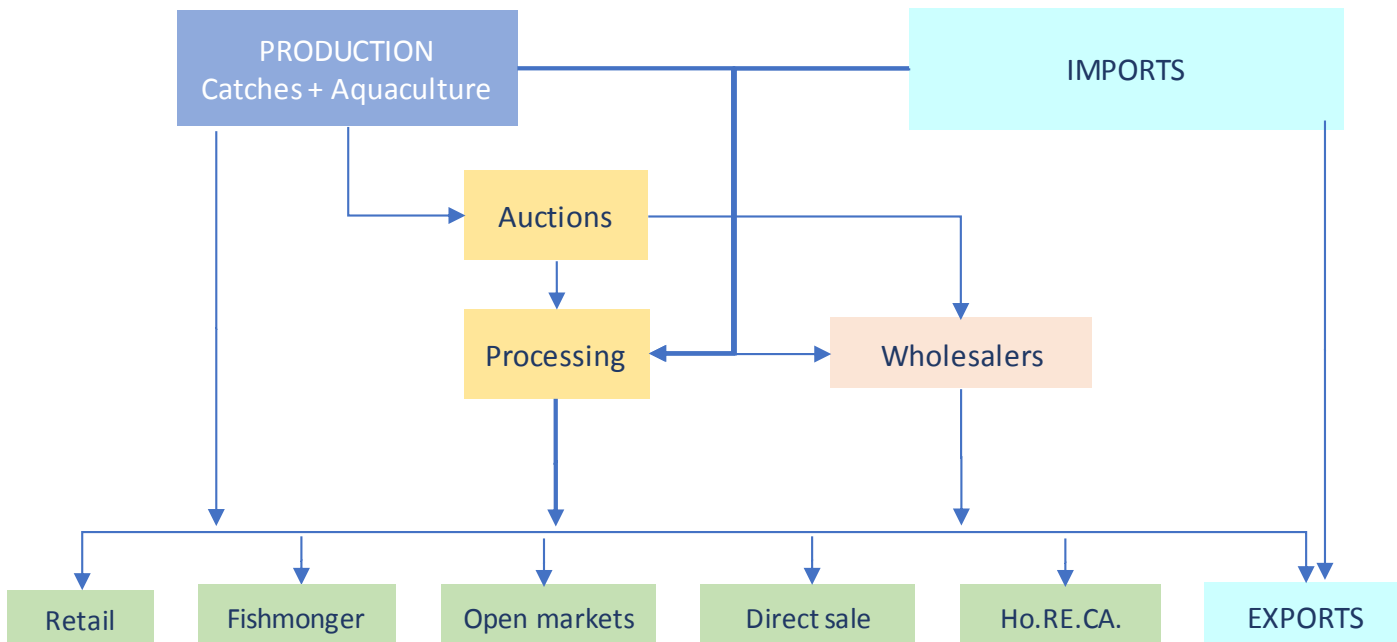 PRODUCTION
Catches + Aquaculture
IMPORTS
Auctions
Processing
Wholesalers
Retail
Fishmonger
Open markets
Direct sale
Ho.RE.CA.
EXPORTS